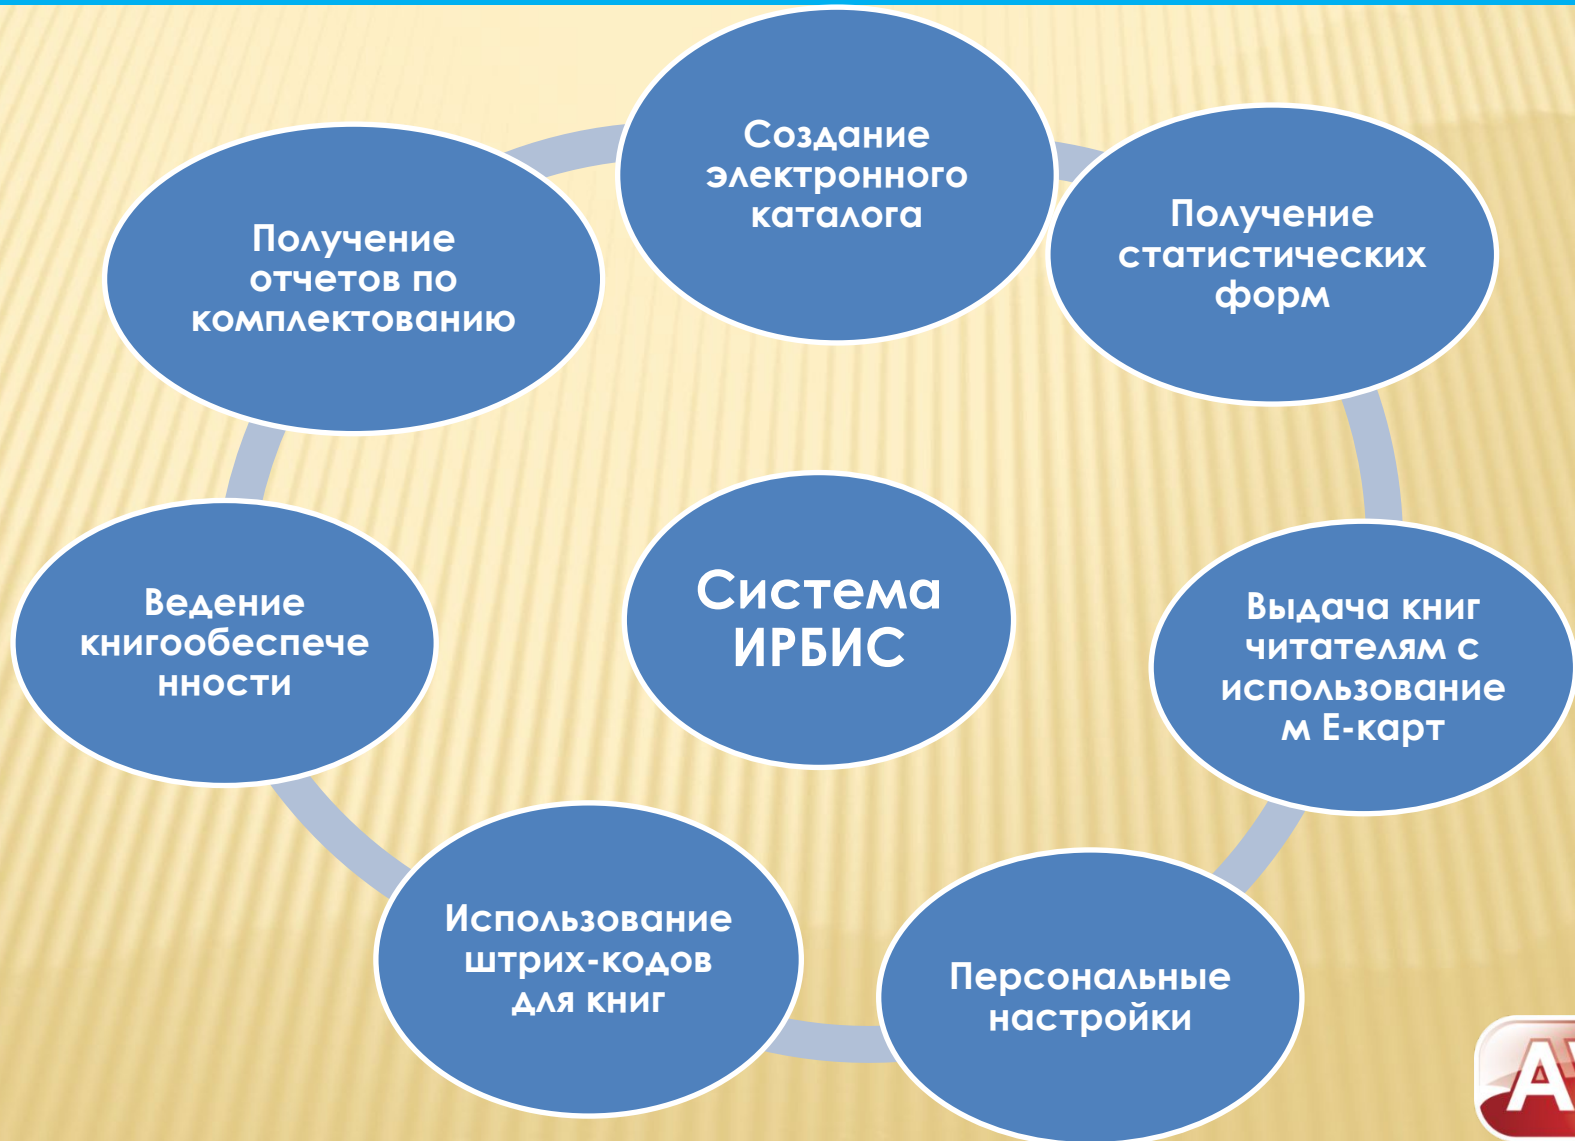 Создание
электронного
каталога
Получение
статистических
форм
Получение
отчетов по
комплектованию
Система
ИРБИС
Выдача книг
читателям с
использование
м Е-карт
Ведение
книгообеспече
нности
Использование
штрих-кодов
для книг
Персональные
настройки